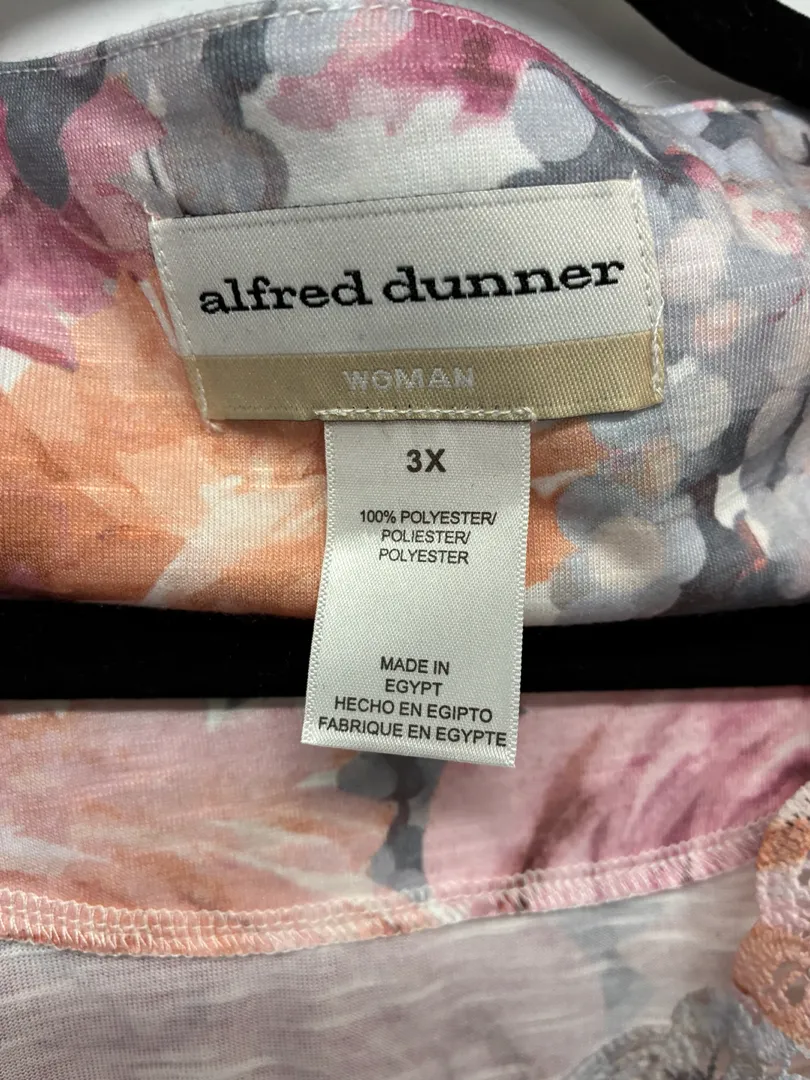 alfred dunner
WOMAN
3X
100% POLYESTER/
POLIESTER/
POLYESTER
MADE IN
EGYPT
HECHO EN EGIPTO
FABRIQUE EN EGYPTE